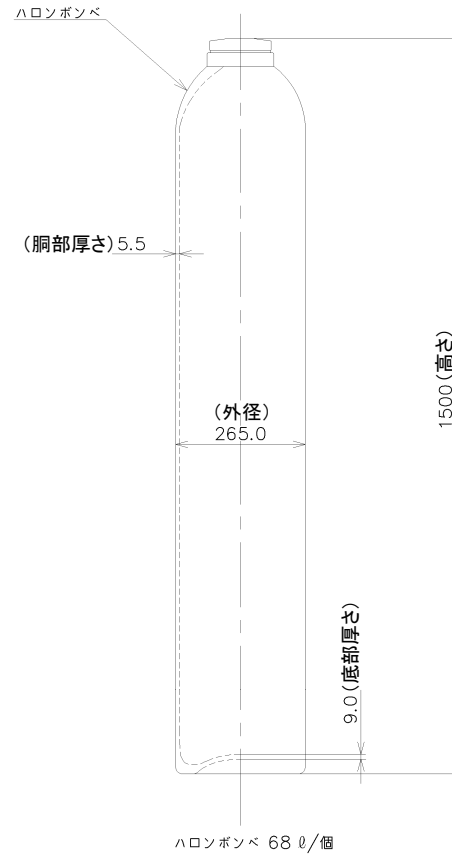 ハロンボンベ
(胴部厚さ)5.5
(外径)
265.0
1500(高さ)
9.0(底部厚さ)
ハロンボンベ 68 ℓ/個